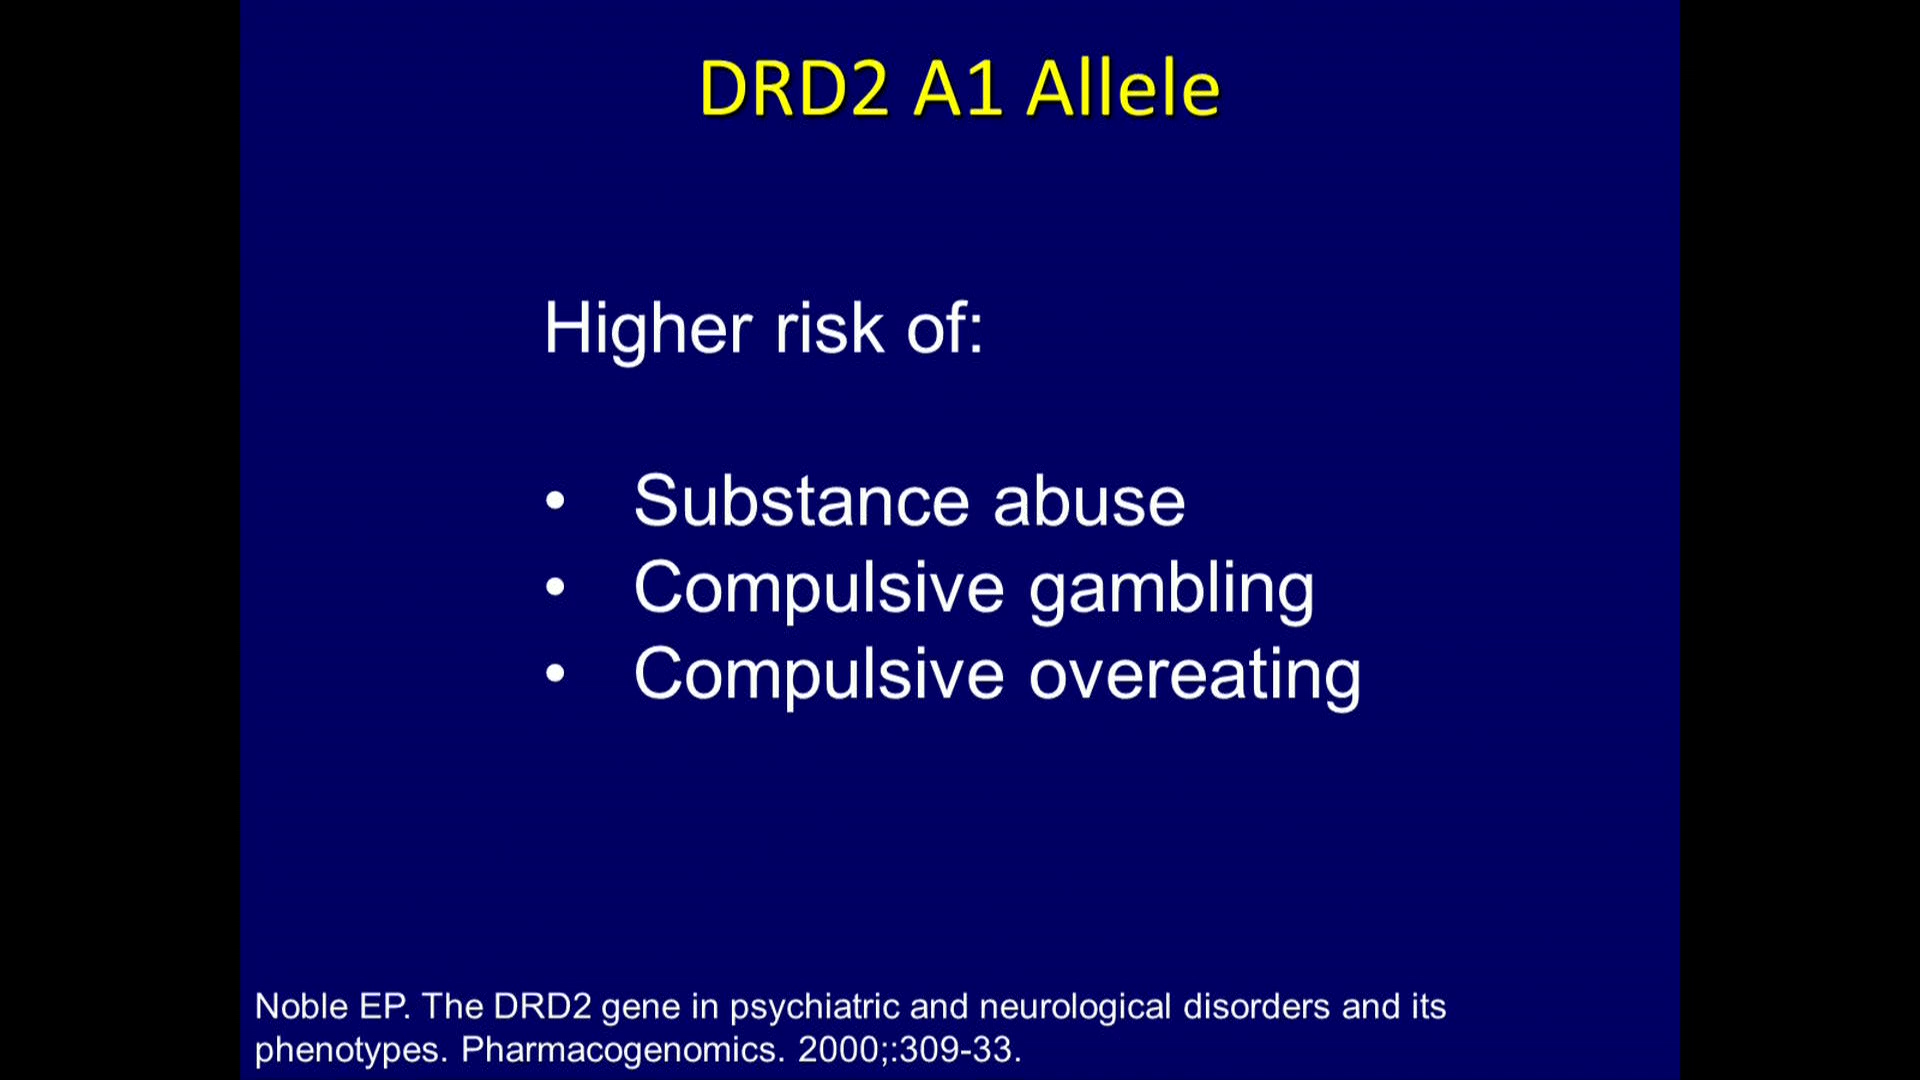 DRD2 A1 Allele
Higher risk of:
• Substance abuse
• Compulsive gambling
• Compulsive overeating
Noble EP. The DRD2 gene in psychiatric and neurological disorders and its
phenotypes. Pharmacogenomics. 2000;:309-33.